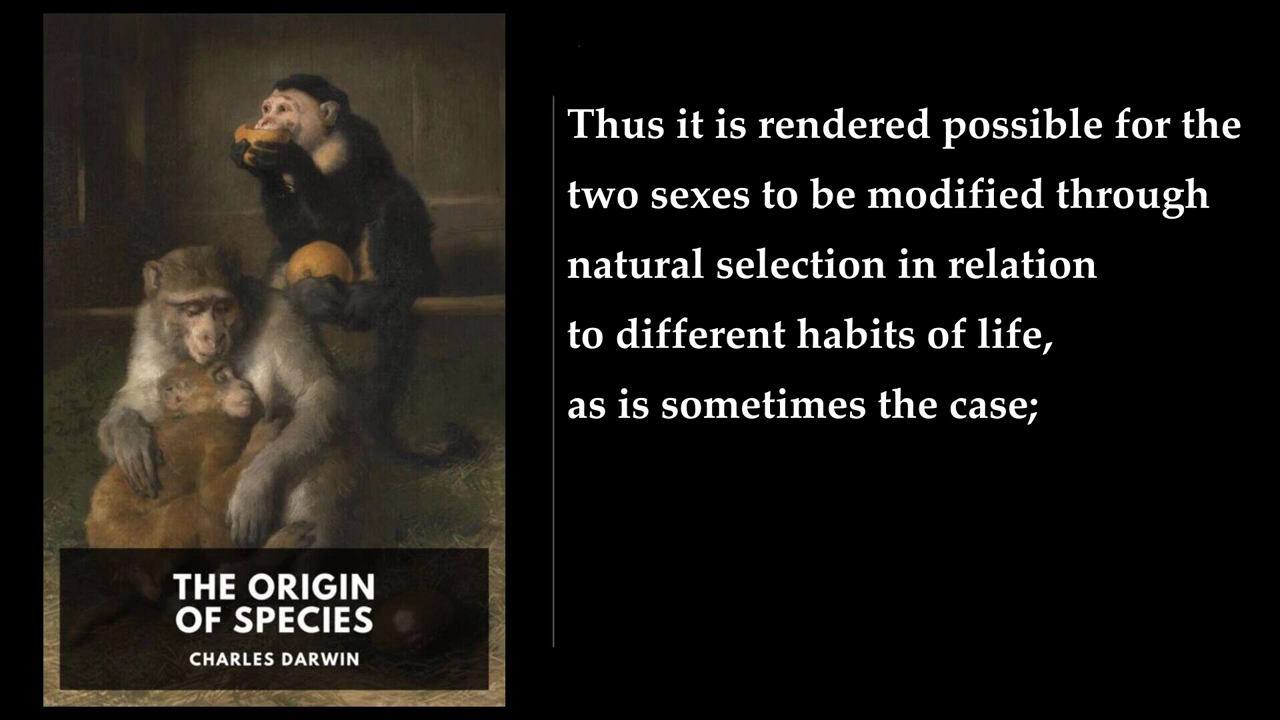 THE ORIGIN
OF SPECIES
CHARLES DARWIN
Thus it is rendered possible for the
two sexes to be modified through
natural selection in relation
to different habits of life,
as is sometimes the case;